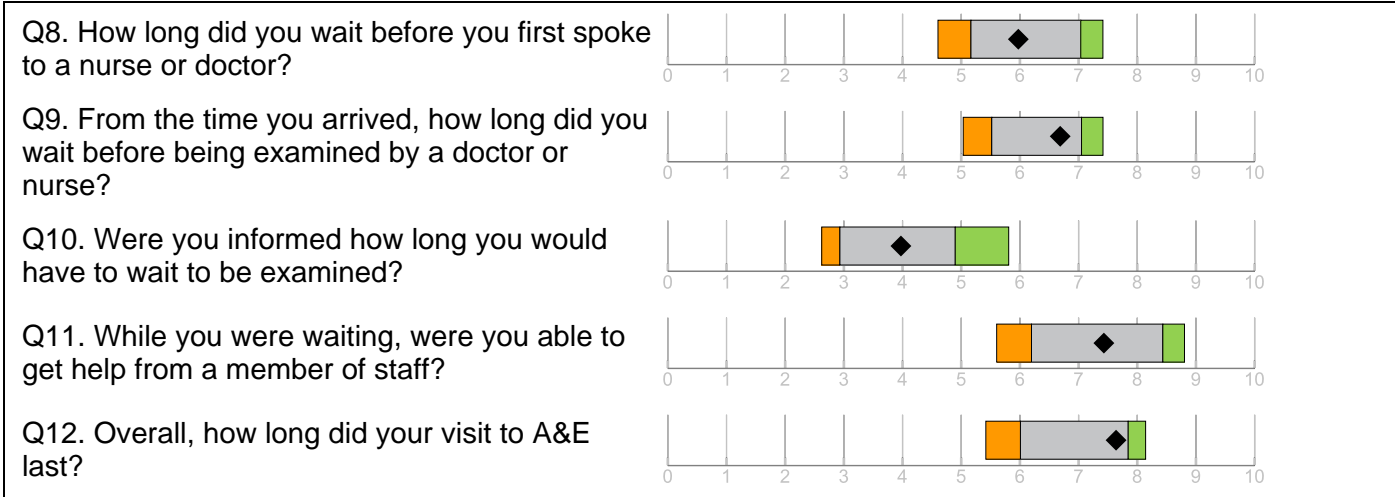 Q8. How long did you wait before you first spoke
to a nurse or doctor?
0 1 2 3 4 5 6 7 8 9 10
Q9. From the time you arrived, how long did you
wait before being examined by a doctor or
nurse?
0 1 2 3 4 5 6 7 8 9 10
Q10. Were you informed how long you would
have to wait to be examined?
0 1 2 3 4 5 6 7 8 9 10
Q11. While you were waiting, were you able to
get help from a member of staff?
0 1 2 3 4 5 6 7 8 9 10
Q12. Overall, how long did your visit to A&E
last?
0 1 2 3 4 5 6 7 8 9 10